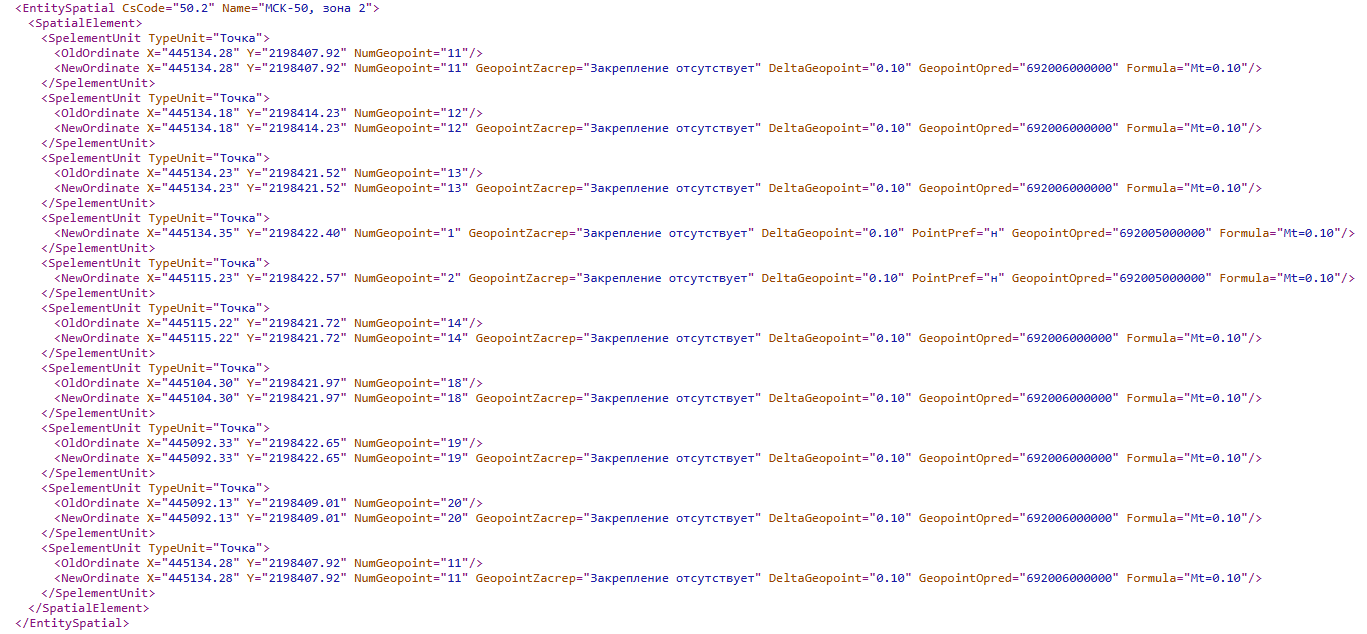 <EntitySpatial CsCode="50.2" Name="МСК-50, зона 2">
<SpatialElement>
<SpelementUnit TypeUnit="Точка">
<OldOrdinate X="445134.28" Y="2198407.92" NumGeopoint="11"/>
<NewOrdinate X="445134.28" Y="2198407.92" NumGeopoint="11" GeopointZacrep="Закрепление отсутствует" DeltaGeopoint="0.10" GeopointOpred="692006000000" Formula="Mt=0.10"/>
</SpelementUnit>
<SpelementUnit TypeUnit="Точка">
<OldOrdinate X="445134.18" Y="2198414.23" NumGeopoint="12"/>
<NewOrdinate X="445134.18" Y="2198414.23" NumGeopoint="12" GeopointZacrep="Закрепление отсутствует" DeltaGeopoint="0.10" GeopointOpred="692006000000" Formula="Mt=0.10"/>
</SpelementUnit>
<SpelementUnit TypeUnit="Точка">
<OldOrdinate X="445134.23" Y="2198421.52" NumGeopoint="13"/>
<NewOrdinate X="445134.23" Y="2198421.52" NumGeopoint="13" GeopointZacrep="Закрепление отсутствует" DeltaGeopoint="0.10" GeopointOpred="692006000000" Formula="Mt=0.10"/>
</SpelementUnit>
<SpelementUnit TypeUnit="Точка">
<NewOrdinate X="445134.35" Y="2198422.40" NumGeopoint="1" GeopointZacrep="Закрепление отсутствует" DeltaGeopoint="0.10" PointPref="н" GeopointOpred="692005000000" Formula="Mt=0.10"/>
</SpelementUnit>
<SpelementUnit TypeUnit="Точка">
<NewOrdinate X="445115.23" Y="2198422.57" NumGeopoint="2" GeopointZacrep="Закрепление отсутствует" DeltaGeopoint="0.10" PointPref="н" GeopointOpred="692005000000" Formula="Mt=0.10"/>
</SpelementUnit>
<SpelementUnit TypeUnit="Точка">
<OldOrdinate X="445115.22" Y="2198421.72" NumGeopoint="14"/>
<NewOrdinate X="445115.22" Y="2198421.72" NumGeopoint="14" GeopointZacrep="Закрепление отсутствует" DeltaGeopoint="0.10" GeopointOpred="692006000000" Formula="Mt=0.10"/>
</SpelementUnit>
<SpelementUnit TypeUnit="Точка">
<OldOrdinate X="445104.30" Y="2198421.97" NumGeopoint="18"/>
<NewOrdinate X="445104.30" Y="2198421.97" NumGeopoint="18" GeopointZacrep="Закрепление отсутствует" DeltaGeopoint="0.10" GeopointOpred="692006000000" Formula="Mt=0.10"/>
</SpelementUnit>
<SpelementUnit TypeUnit="Точка">
<OldOrdinate X="445092.33" Y="2198422.65" NumGeopoint="19"/>
<NewOrdinate X="445092.33" Y="2198422.65" NumGeopoint="19" GeopointZacrep="Закрепление отсутствует" DeltaGeopoint="0.10" GeopointOpred="692006000000" Formula="Mt=0.10"/>
</SpelementUnit>
<SpelementUnit TypeUnit="Точка">
<OldOrdinate X="445092.13" Y="2198409.01" NumGeopoint="20"/>
<NewOrdinate X="445092.13" Y="2198409.01" NumGeopoint="20" GeopointZacrep="Закрепление отсутствует" DeltaGeopoint="0.10" GeopointOpred="692006000000" Formula="Mt=0.10"/>
</SpelementUnit>
<SpelementUnit TypeUnit="Точка">
<OldOrdinate X="445134.28" Y="2198407.92" NumGeopoint="11"/>
<NewOrdinate X="445134.28" Y="2198407.92" NumGeopoint="11" GeopointZacrep="Закрепление отсутствует" DeltaGeopoint="0.10" GeopointOpred="692006000000" Formula="Mt=0.10"/>
</SpelementUnit>
</SpatialElement>
</EntitySpatial>